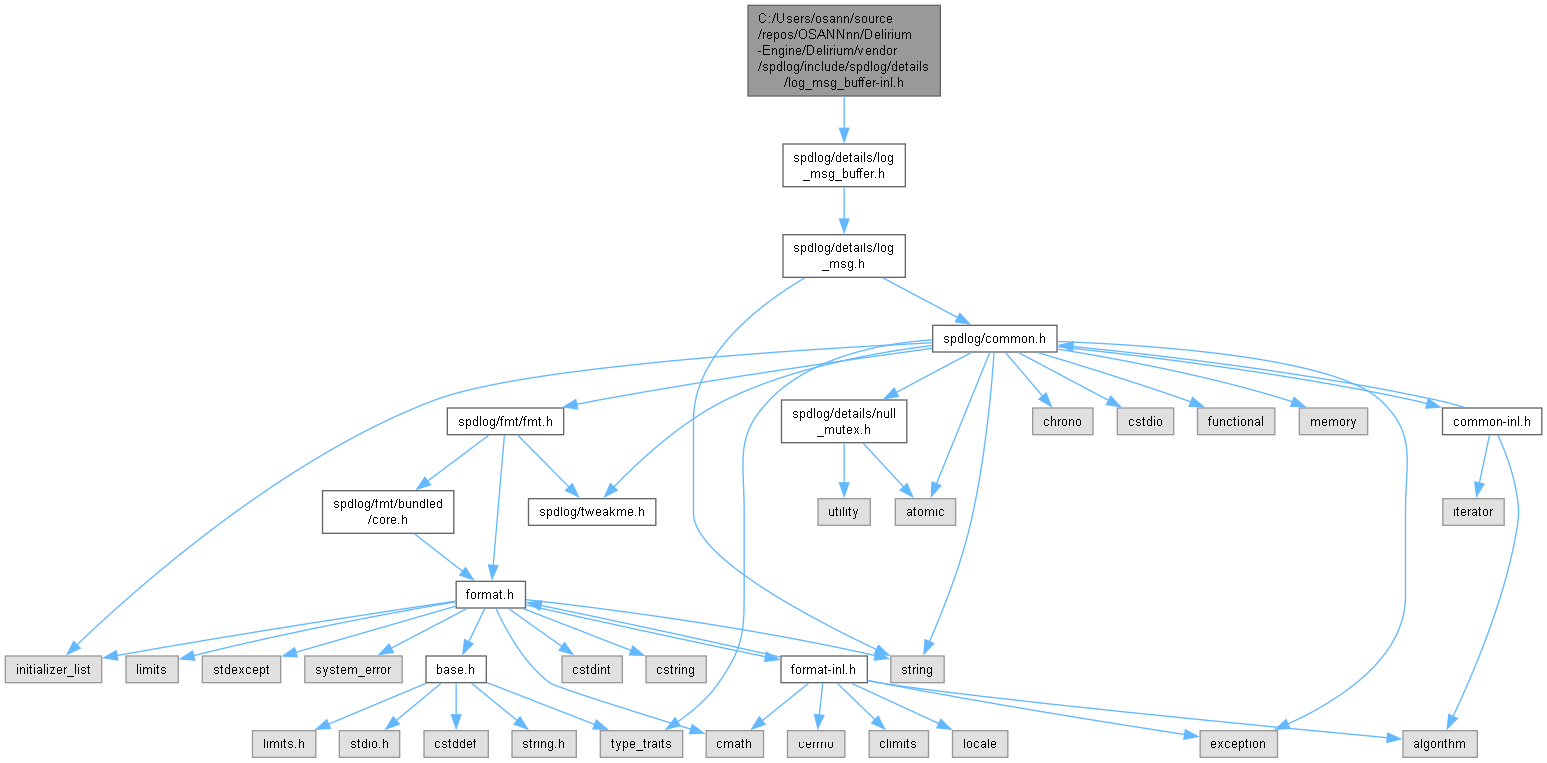 C:/Users/osann/source
/repos/OSANNnn/Delirium
-Engine/Delirium/vendor
/spdlog/include/spdlog/details
/log_msg_buffer-inl.h
spdlog/details/log
_msg_buffer.h
spdlog/details/log
_msg.h
spdlog/common.h
spdlog/fmt/fmt.h
spdlog/details/null
_mutex.h
chrono
cstdio
functional
memory
common-inl.h
spdlog/fmt/bundled
/core.h
spdlog/tweakme.h
utility
atomic
iterator
format.h
initializer_list
limits
stdexcept
system_error
base.h
cstdint
cstring
format-inl.h
string
limits.h
stdio.h
cstddef
string.h
type_traits
cmath
climits
locale
exception
algorithm